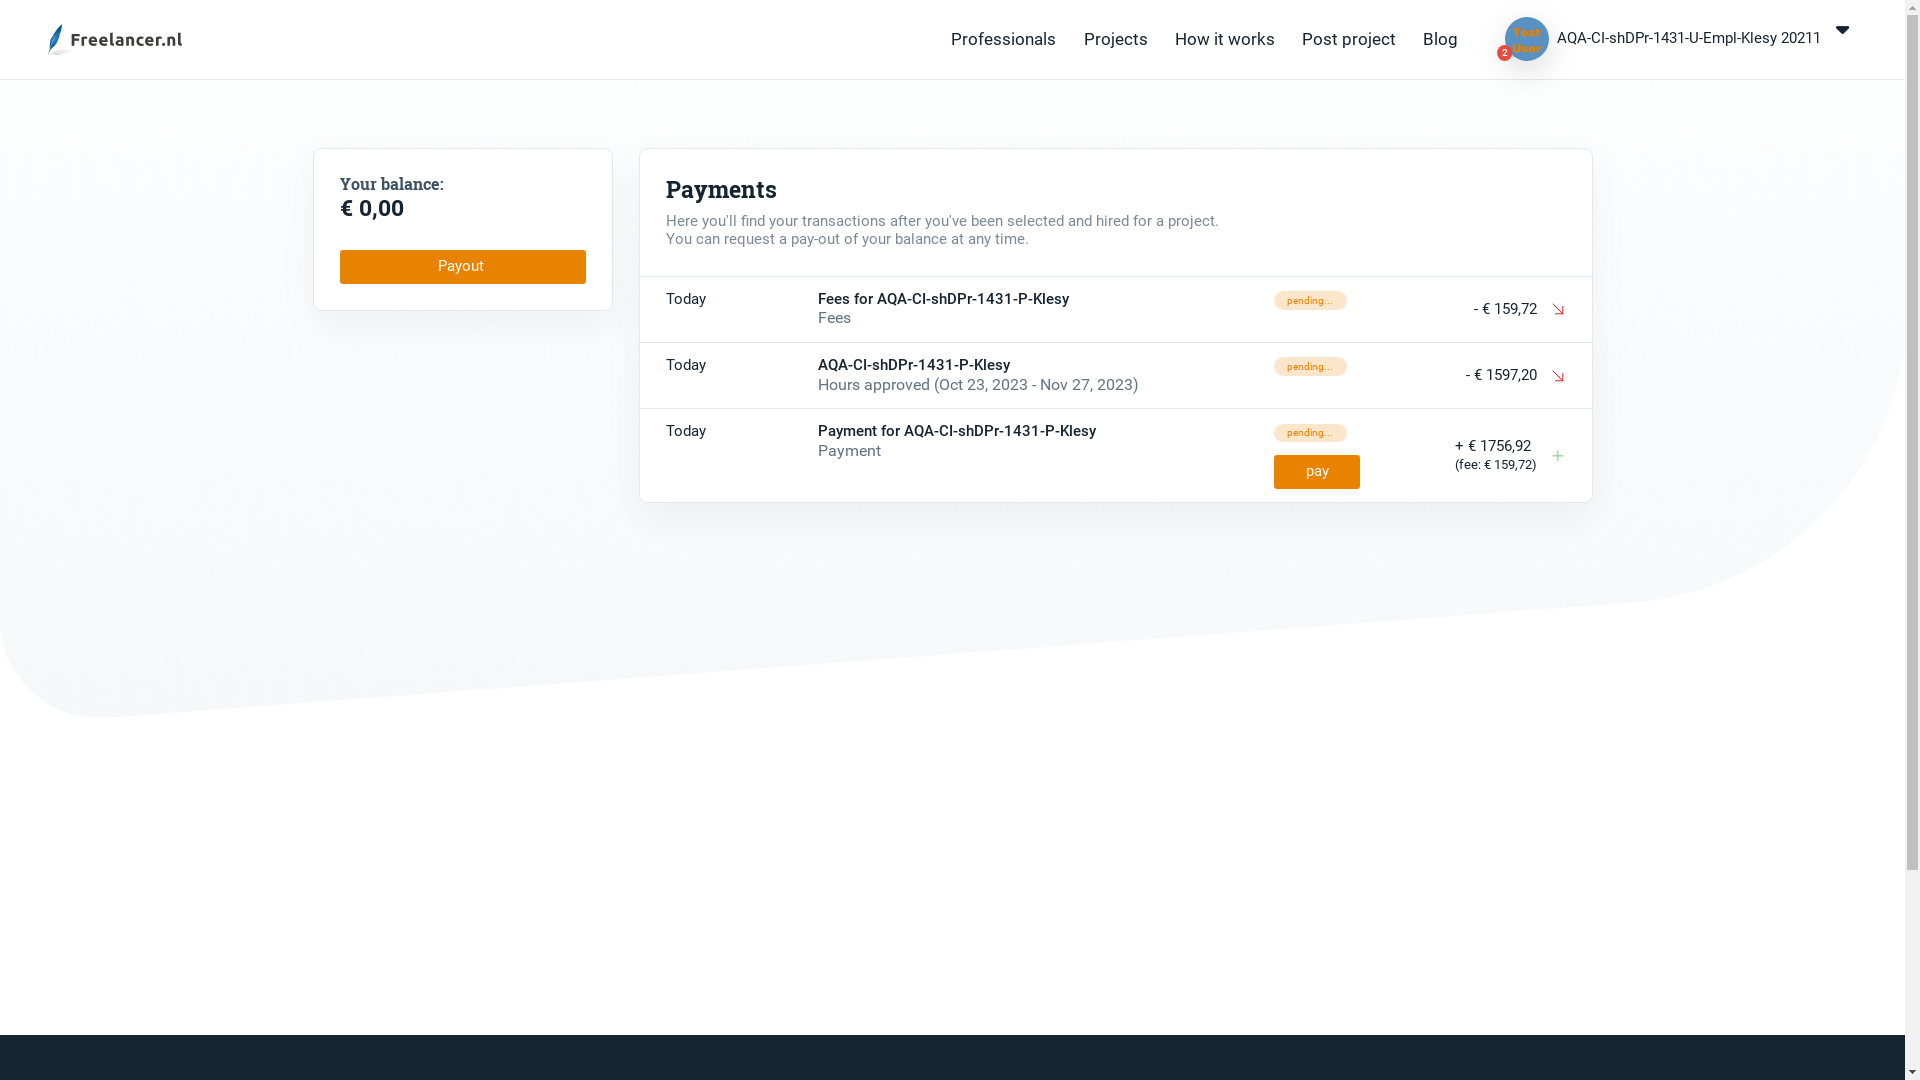 Freelancer.nl
Professionals
Projects
How it works
Post project
Blog
Test
User
2
AQA-CI-shDPr-1431-U-Empl-Klesy 20211
Your balance:
€ 0,00
Payout
Payments
Here you'll find your transactions after you've been selected and hired for a project.
You can request a pay-out of your balance at any time.
Today
Fees for AQA-CI-shDPr-1431-P-Klesy
Fees
pending...
- € 159,72
Today
AQA-CI-shDPr-1431-P-Klesy
Hours approved (Oct 23, 2023 - Nov 27, 2023)
pending...
- € 1597,20
Today
Payment for AQA-CI-shDPr-1431-P-Klesy
Payment
pending...
pay
+ € 1756,92
(fee: € 159,72)